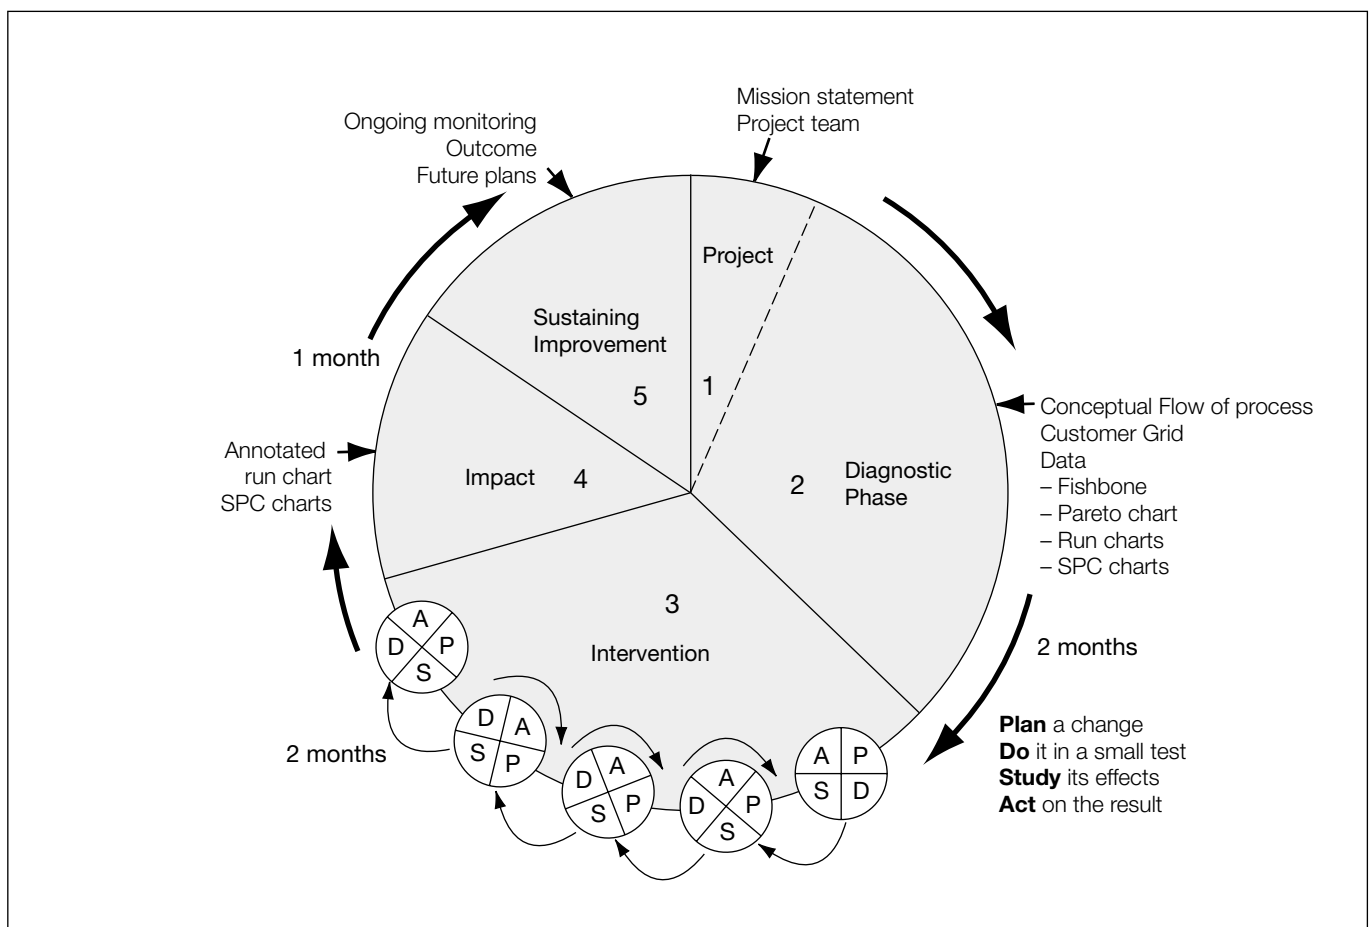 Mission statement
Project team
Ongoing monitoring
Outcome
Future plans
Project
1
Sustaining
Improvement
5
1 month
Conceptual Flow of process
Customer Grid
Data
– Fishbone
– Pareto chart
– Run charts
– SPC charts
2
Diagnostic
Phase
Annotated
run chart
SPC charts
Impact
4
3
Intervention
2 months
Plan a change
Do it in a small test
Study its effects
Act on the result
2 months
A
D P
S
D A
S P
D A
S P
A
D P
S
A P
S D